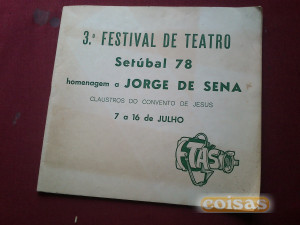 3.º FESTIVAL DE TEATRO
Setúbal 78
homenagem a JORGE DE SENA
CLAUSTROS DO CONVENTO DE JESUS
7 a 16 de JULHO
coisas